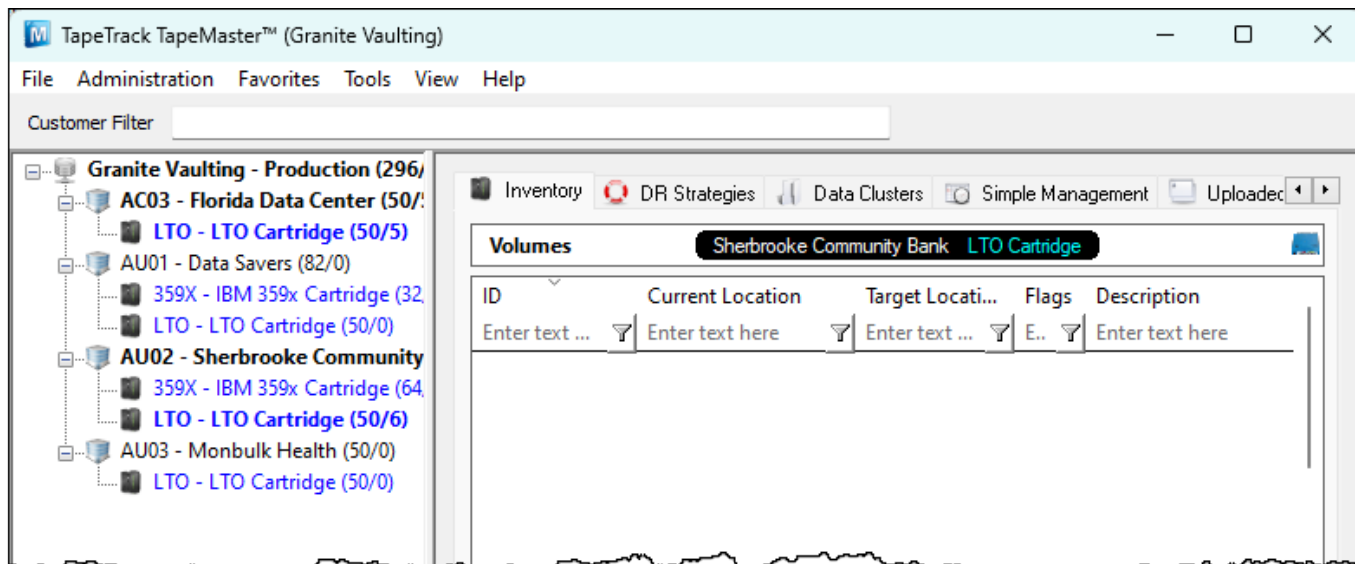 TapeTrack TapeMaster™ (Granite Vaulting)
File Administration Favorites Tools View Help
Customer Filter
Granite Vaulting - Production (296/
AC03 - Florida Data Center (50/5
LTO - LTO Cartridge (50/5)
AU01 - Data Savers (82/0)
359X - IBM 359x Cartridge (32,
LTO - LTO Cartridge (50/0)
AU02 - Sherbrooke Community
359X - IBM 359x Cartridge (64,
LTO - LTO Cartridge (50/6)
AU03 - Monbulk Health (50/0)
LTO - LTO Cartridge (50/0)
Inventory DR Strategies Data Clusters Simple Management Uploaded
Volumes Sherbrooke Community Bank LTO Cartridge
ID Current Location Target Locati... Flags Description
Enter text ... Enter text here Enter text ... E.. Enter text here